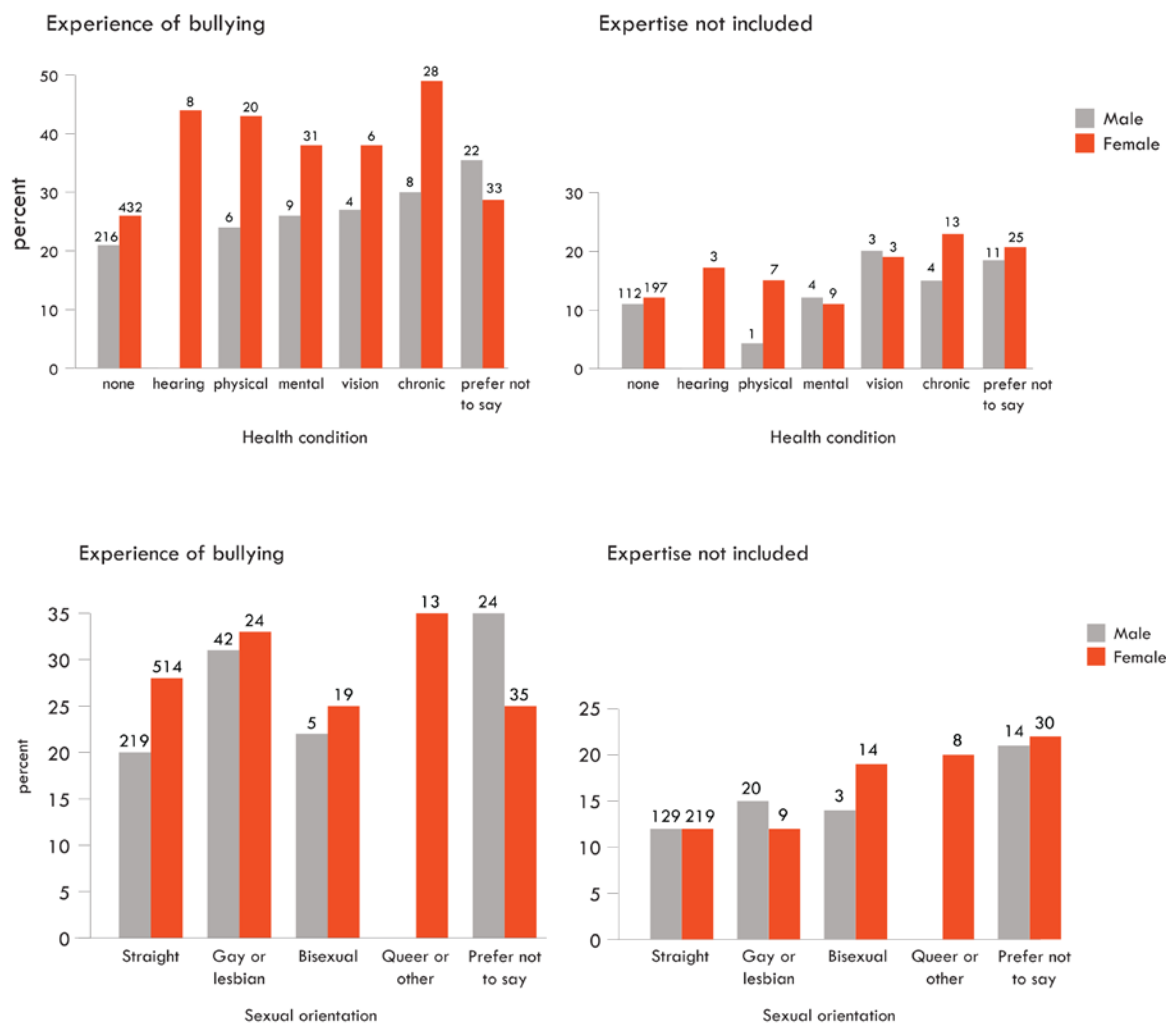 Experience of bullying
Expertise not included
50
40
30
20
10
0
percent
216 432
8
6 20
9 31
4 6
8 28
22 33
none hearing physical mental vision chronic prefer not
to say
Health condition
30
20
10
0
112 197
3
1 7
4 9
3 3
4 13
11 25
none hearing physical mental vision chronic prefer not
to say
Health condition
Male
Female
Experience of bullying
Expertise not included
35
30
25
20
15
10
5
0
percent
219 514
42 24
5 19
13
24 35
Straight Gay or Bisexual Queer or Prefer not
lesbian other to say
Sexual orientation
25
20
15
10
5
0
129 219
20 9
3 14
8
14 30
Straight Gay or Bisexual Queer or Prefer not
lesbian other to say
Sexual orientation
Male
Female